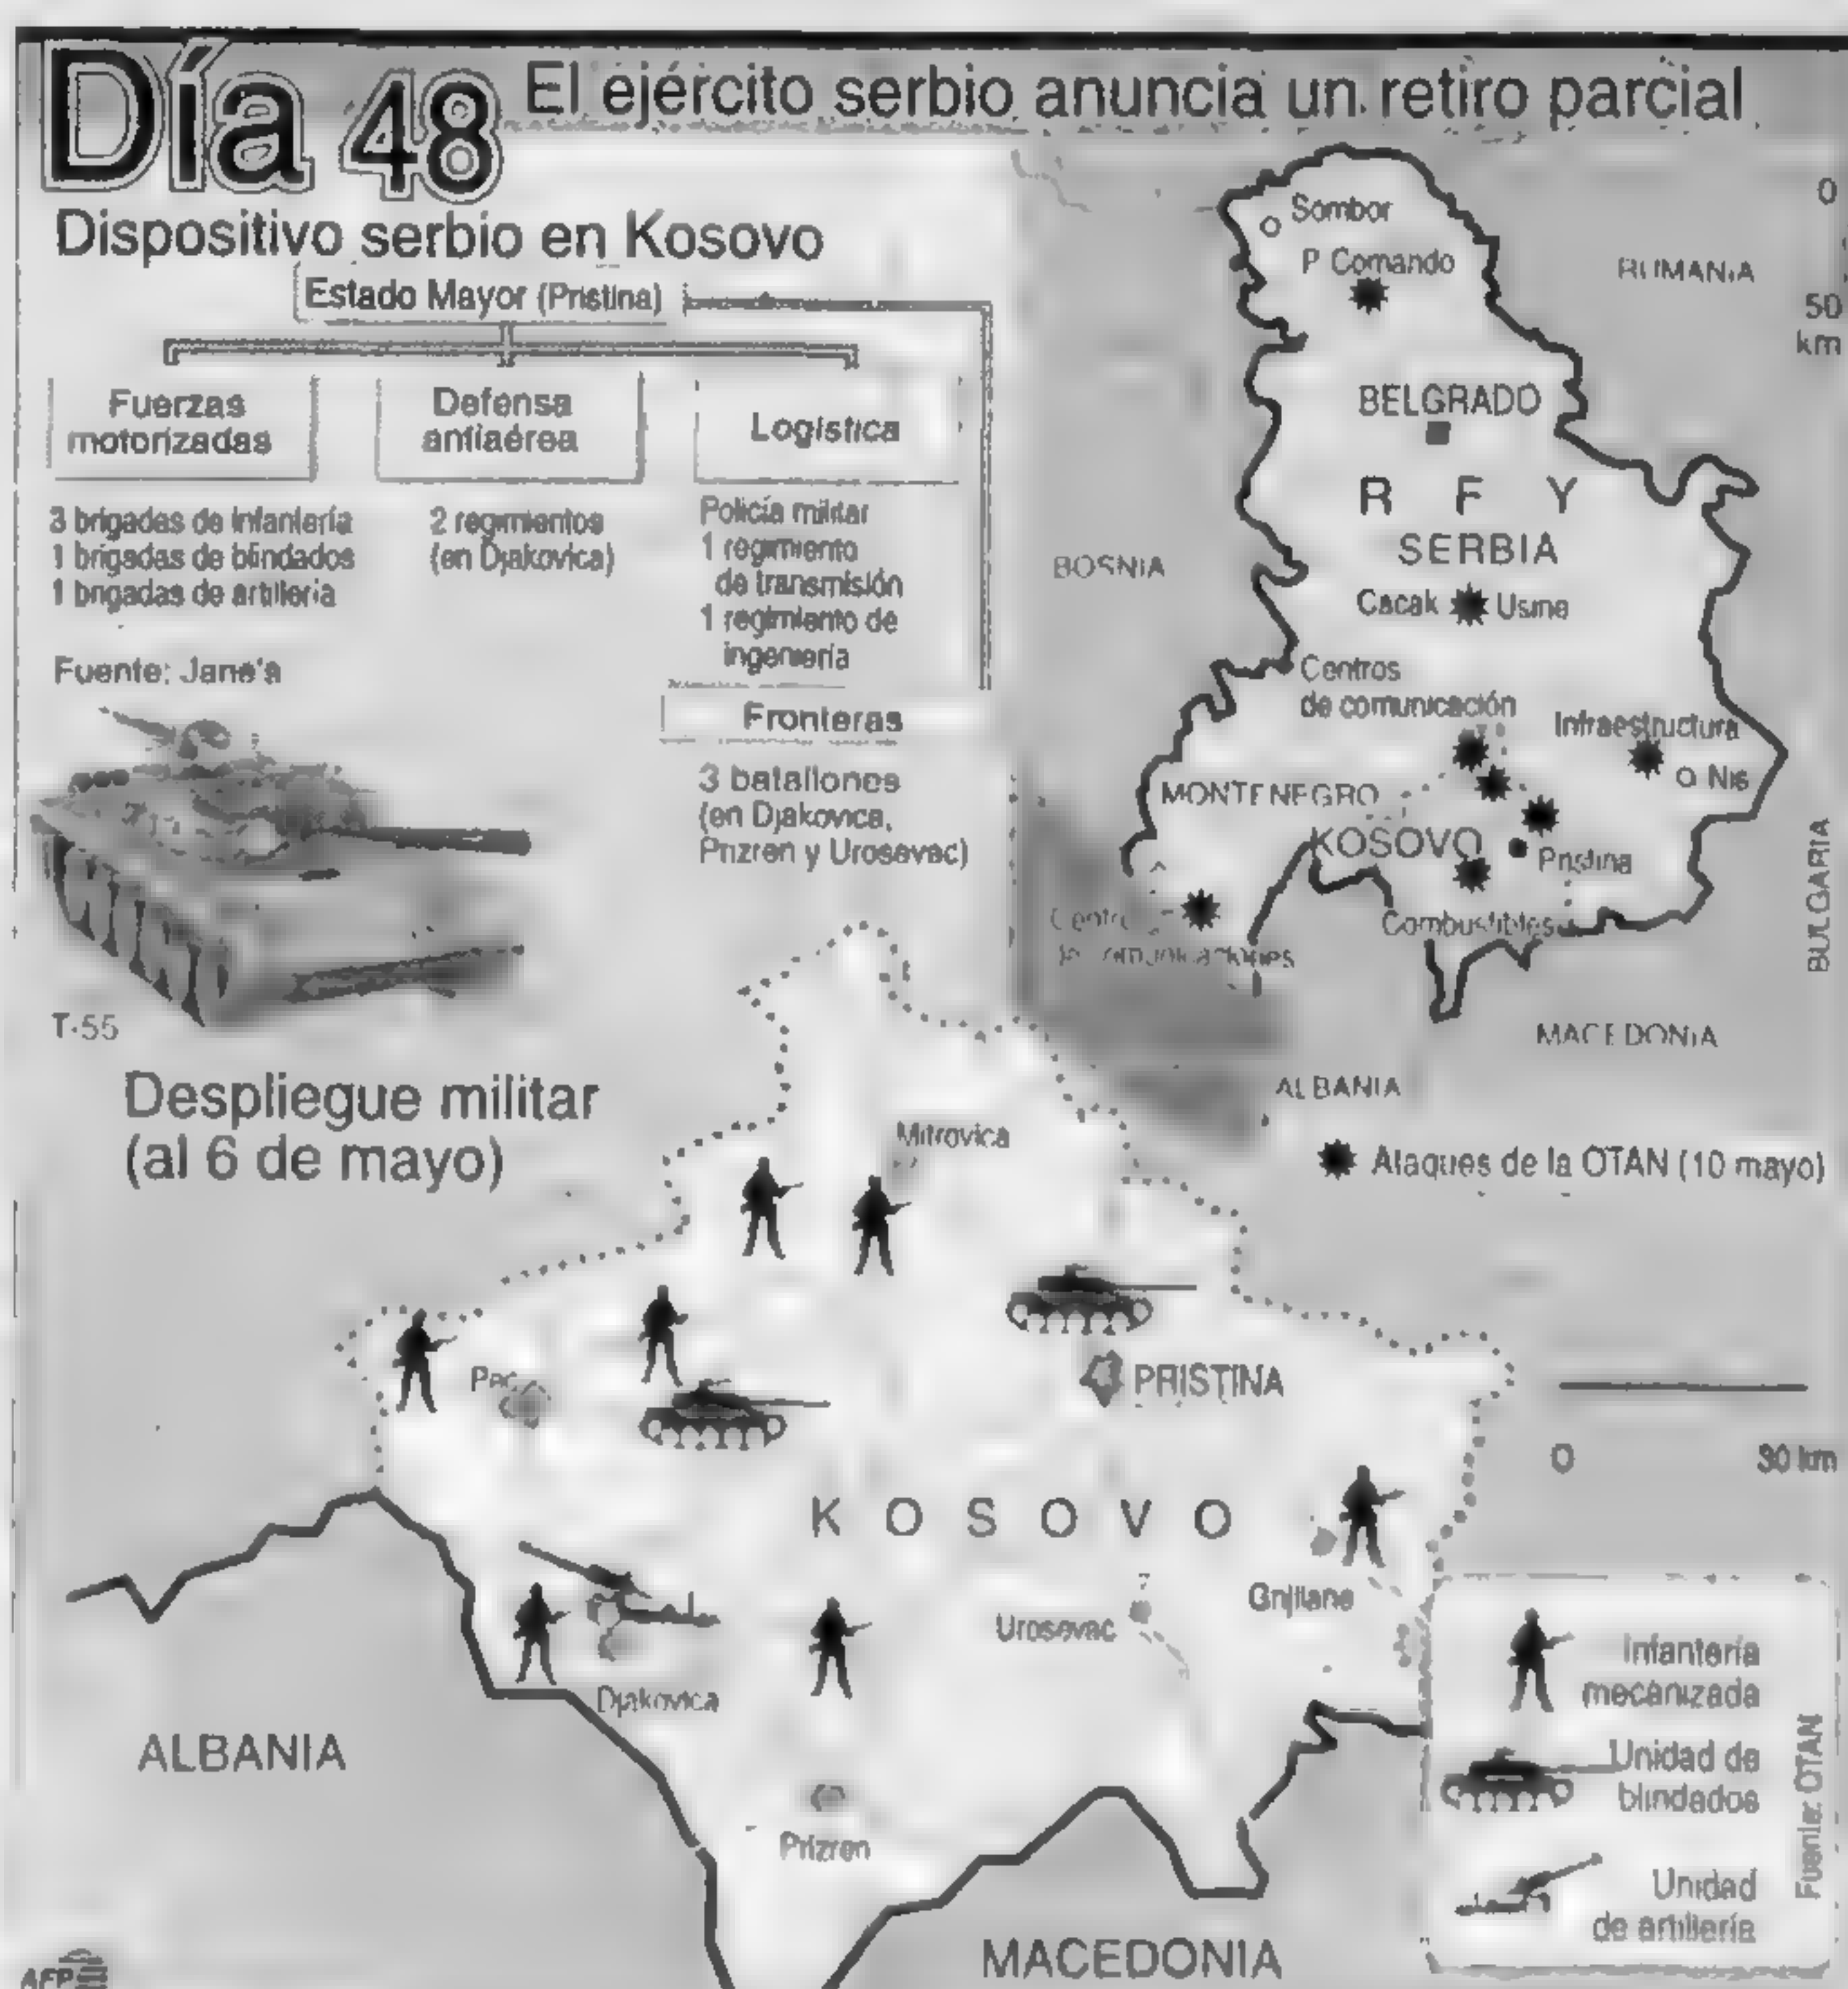 Día 48
El ejército serbio anuncia un retiro parcial
Dispositivo serbio en Kosovo
Estado Mayor (Pristina)
Fuerzas
motorizadas
Defensa
antiaérea
Logística
3 brigadas de infantería
1 brigadas de blindados
1 brigadas de artillería
2 regimientos
(en Djakovica)
Policía militar
1 regimiento
de transmisión
1 regimiento de
ingeniería
Fuente: Jane's
Fronteras
3 batallones
(en Djakovica,
Prizren y Urosevac)
T-55
Sombor
P Comando
RUMANIA
0
50
km
BELGRADO
R F Y
SERBIA
BOSNIA
Cacak
Usine
Centros
de comunicación
Infraestructura
Nis
MONTENEGRO
KOSOVO
Pristina
Combustibles
BULGARIA
MACEDONIA
ALBANIA
Ataques de la OTAN (10 mayo)
Despliegue militar
(al 6 de mayo)
Mitrovica
Pec
PRISTINA
0
30 km
KOSOVO
Gnjilane
Urosevac
Djakovica
ALBANIA
Prizren
MACEDONIA
Infantería
mecanizada
Unidad de
blindados
Unidad
de artillería
Fuente: OTAN
AFP